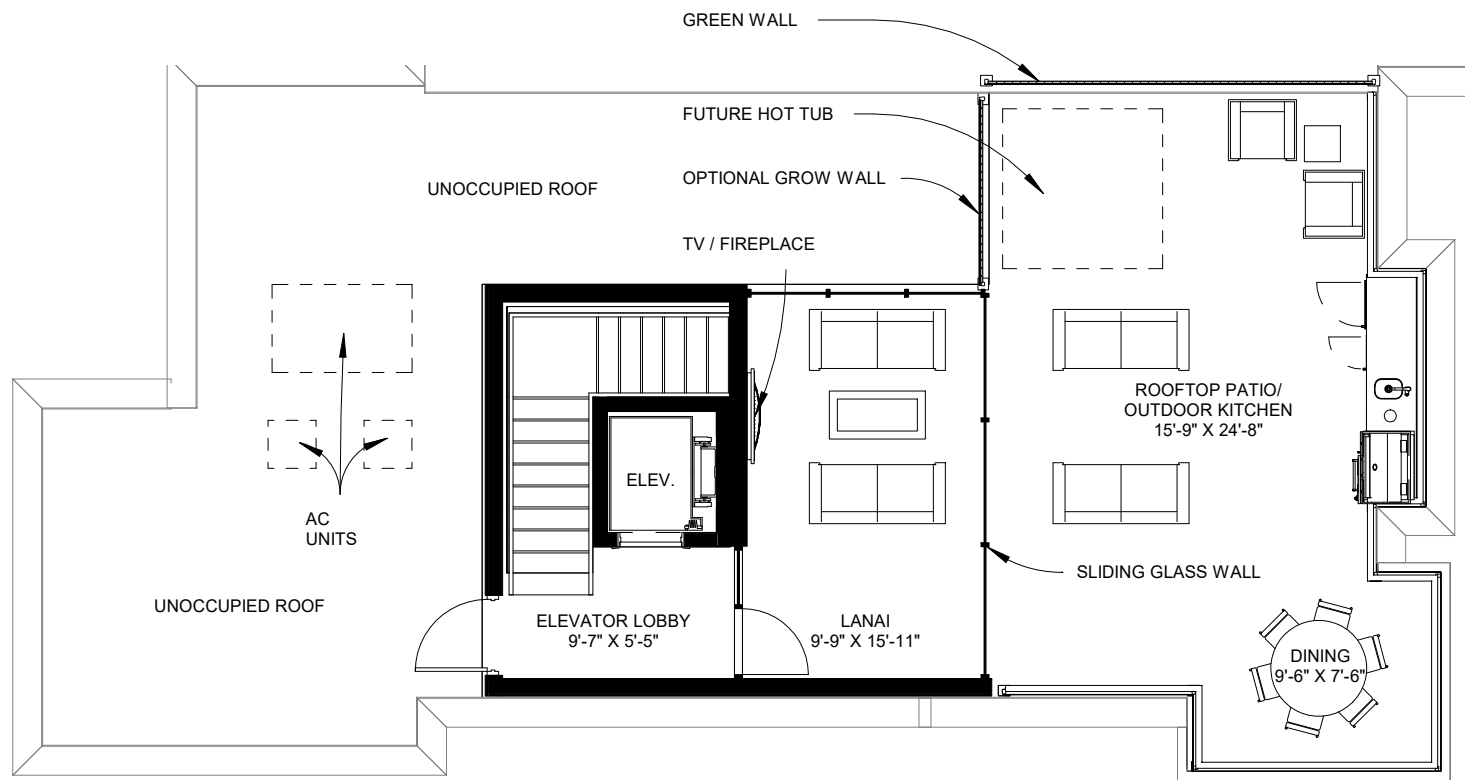 GREEN WALL
FUTURE HOT TUB
OPTIONAL GROW WALL
UNOCCUPIED ROOF
TV / FIREPLACE
ROOFTOP PATIO/
OUTDOOR KITCHEN
15'-9" X 24'-8"
ELEV.
AC
UNITS
SLIDING GLASS WALL
UNOCCUPIED ROOF
ELEVATOR LOBBY
9'-7" X 5'-5"
LANAI
9'-9" X 15'-11"
DINING
9'-6" X 7'-6"